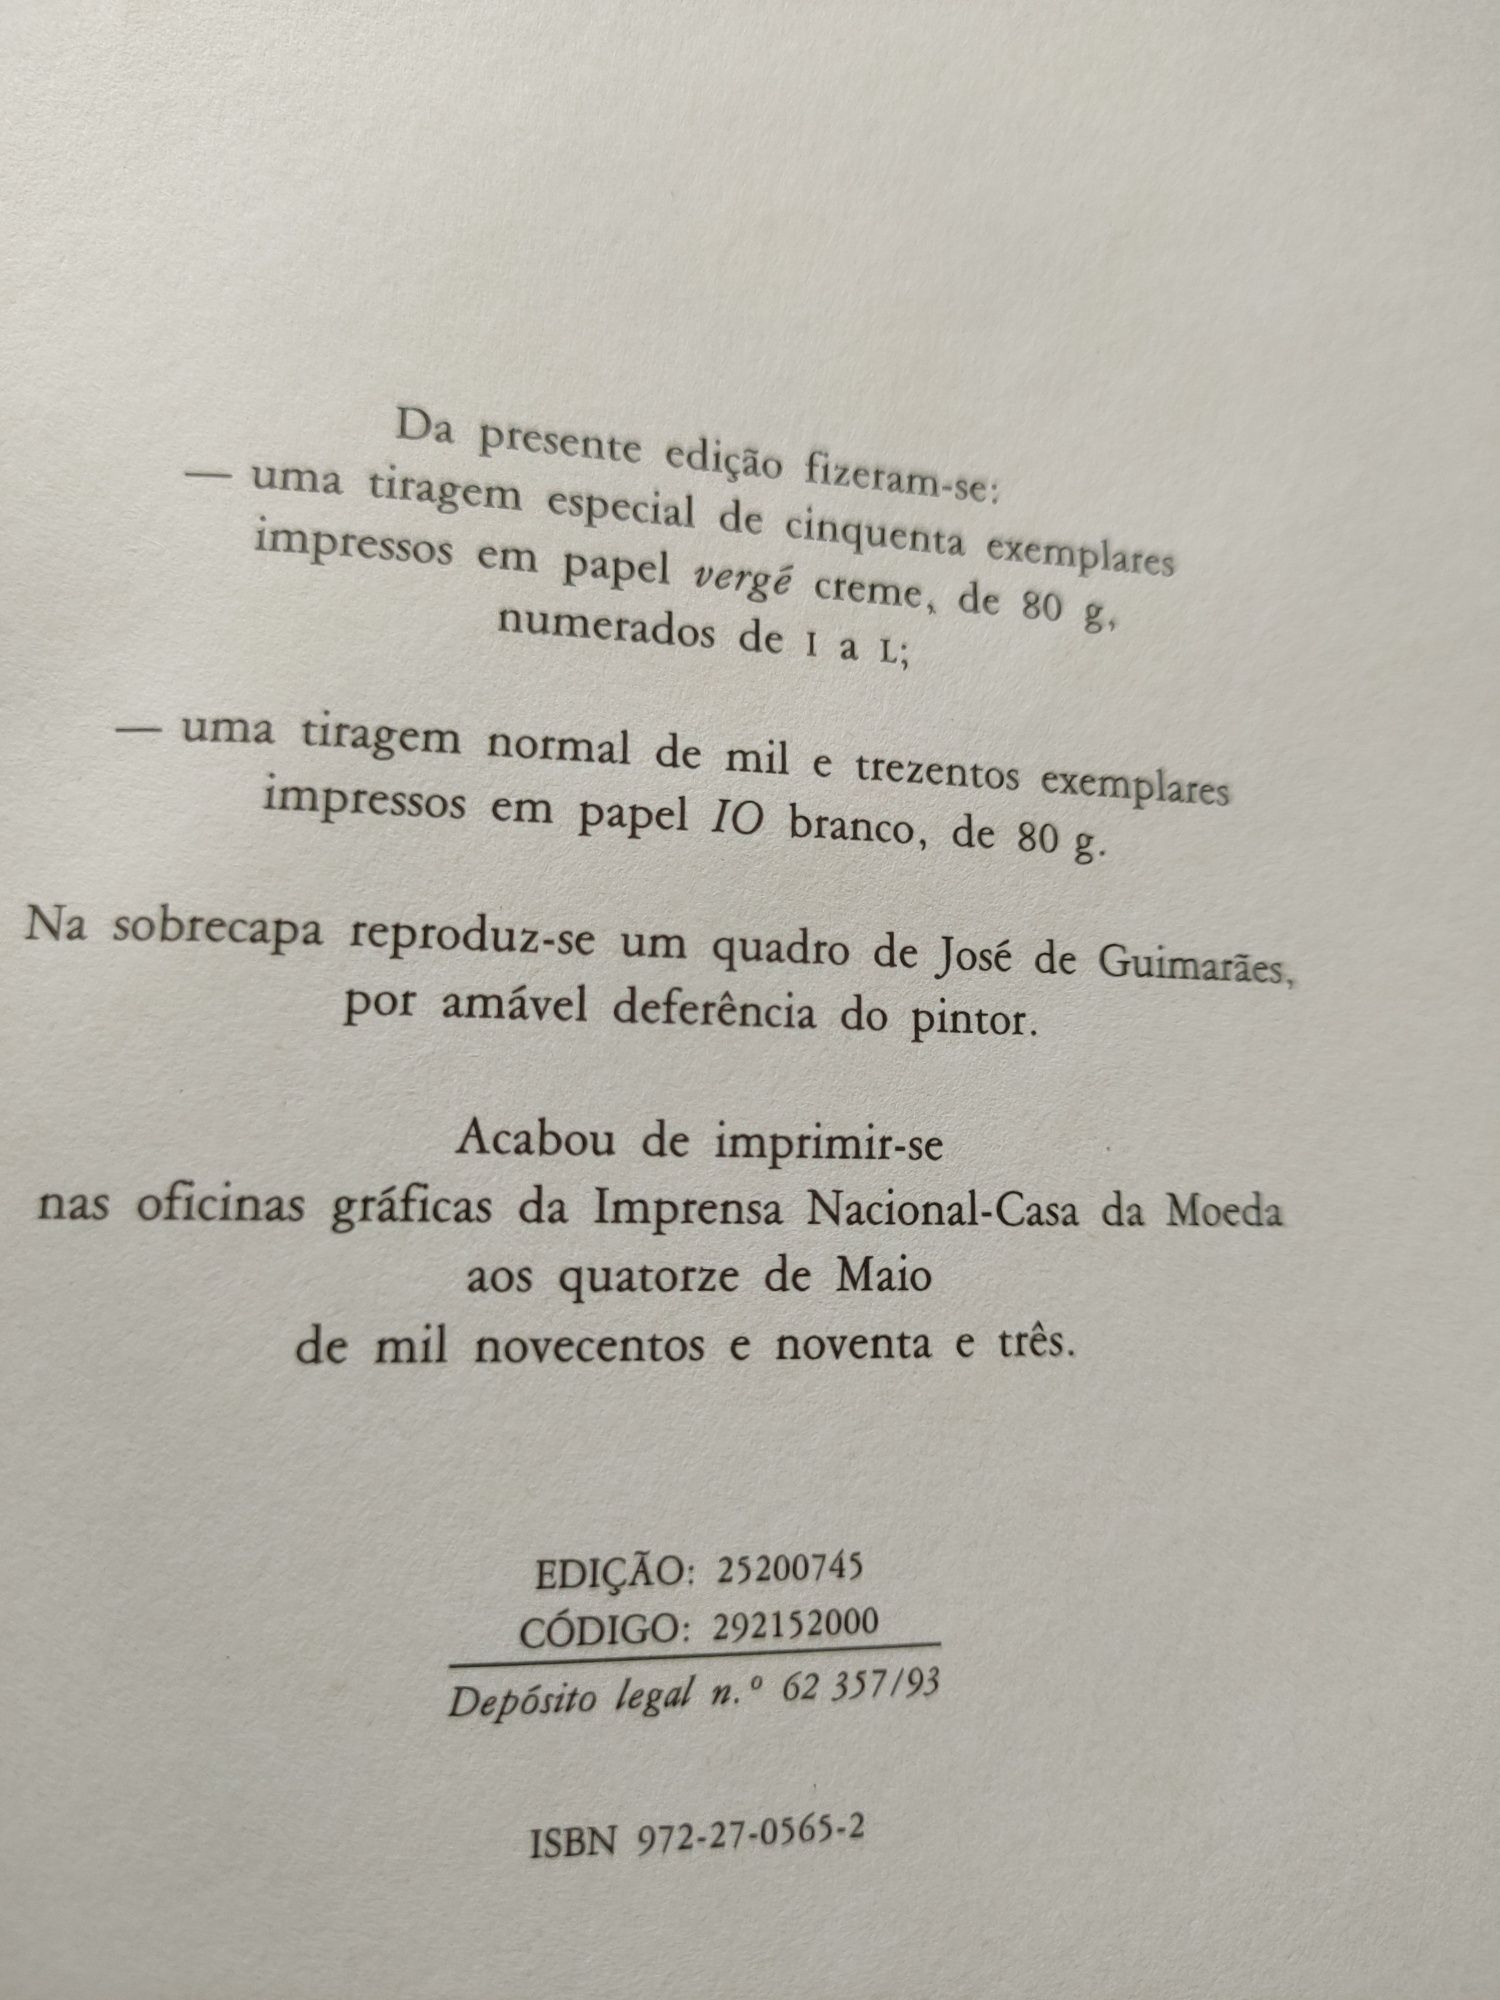 Da presente edição fizeram-se:
— uma tiragem especial de cinquenta exemplares
impressos em papel vergé creme, de 80 g,
numerados de I a L;
— uma tiragem normal de mil e trezentos exemplares
impressos em papel IO branco, de 80 g.
Na sobrecapa reproduz-se um quadro de José de Guimarães,
por amável deferência do pintor.
Acabou de imprimir-se
nas oficinas gráficas da Imprensa Nacional-Casa da Moeda
aos quatorze de Maio
de mil novecentos e noventa e três.
EDIÇÃO: 25200745
CÓDIGO: 292152000
Depósito legal n.º 62 357/93
ISBN 972-27-0565-2